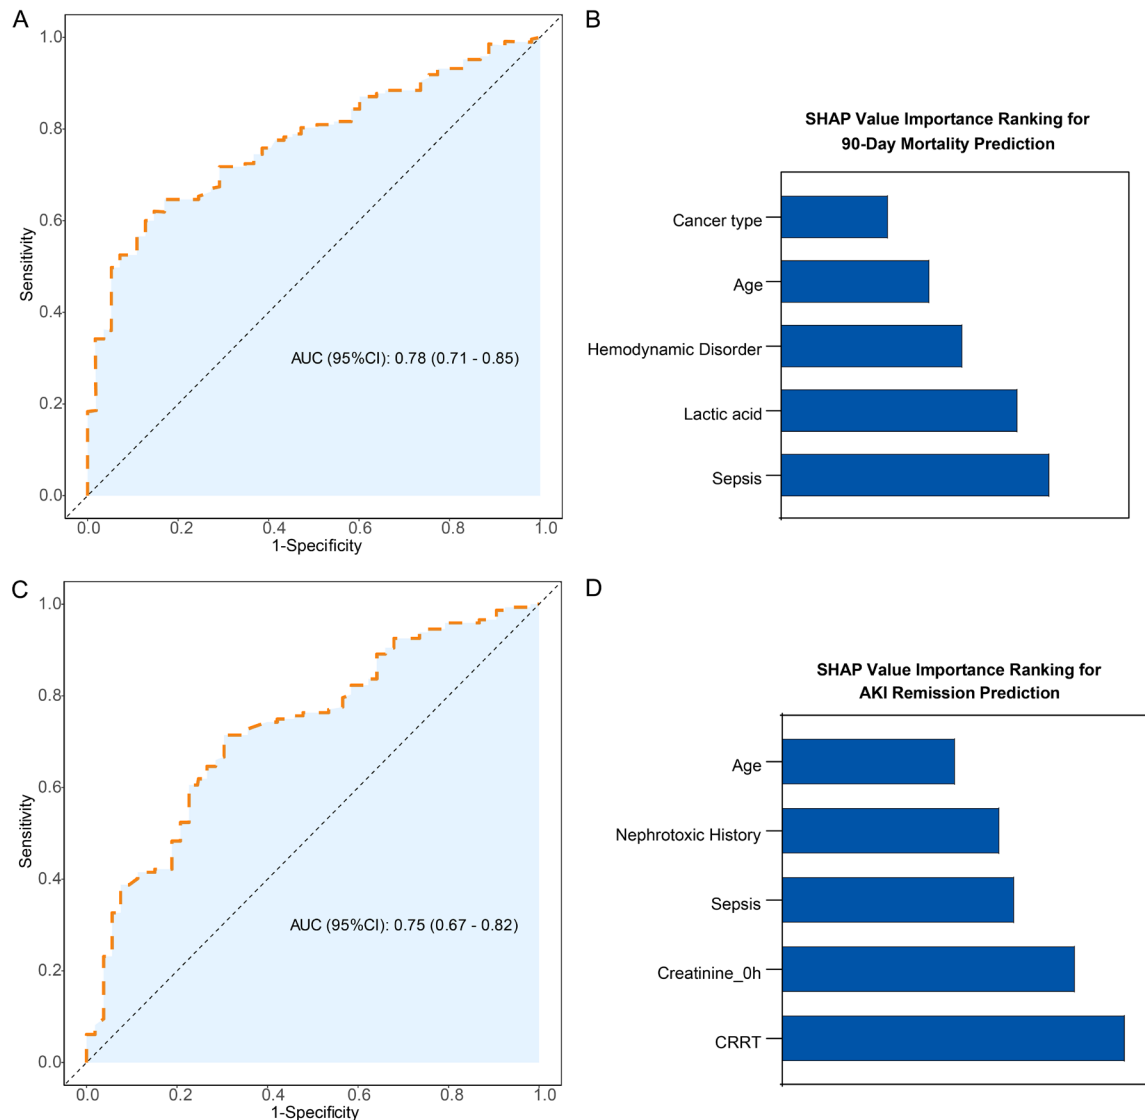 A
1.0
0.8
0.6
0.4
0.2
0.0
Sensitivity
AUC (95%CI): 0.78 (0.71 - 0.85)
0.0
0.2
0.4
0.6
0.8
1.0
1-Specificity
B
SHAP Value Importance Ranking for
90-Day Mortality Prediction
Cancer type
Age
Hemodynamic Disorder
Lactic acid
Sepsis
C
1.0
0.8
0.6
0.4
0.2
0.0
Sensitivity
AUC (95%CI): 0.75 (0.67 - 0.82)
0.0
0.2
0.4
0.6
0.8
1.0
1-Specificity
D
SHAP Value Importance Ranking for
AKI Remission Prediction
Age
Nephrotoxic History
Sepsis
Creatinine_0h
CRRT